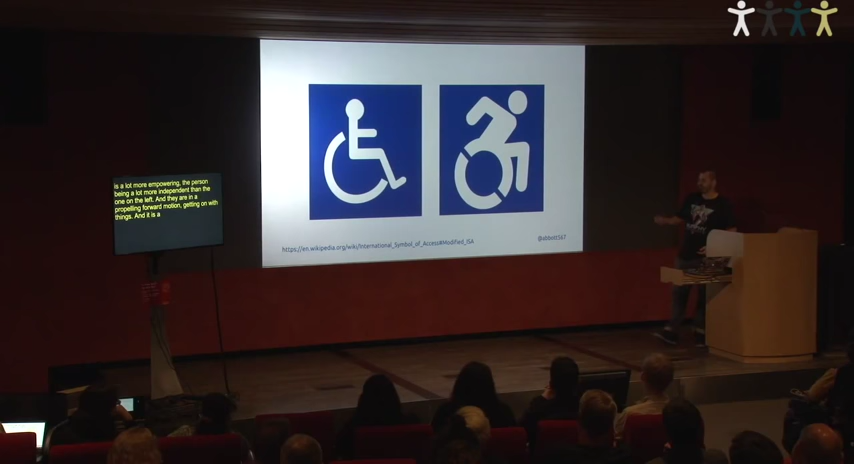 is a lot more empowering, the person
being a lot more independent than the
one on the left. And they are in a
propelling forward motion, getting on with
things. And it is a
https://en.wikipedia.org/wiki/International_Symbol_of_Access#Modified_ISA
@abbott567